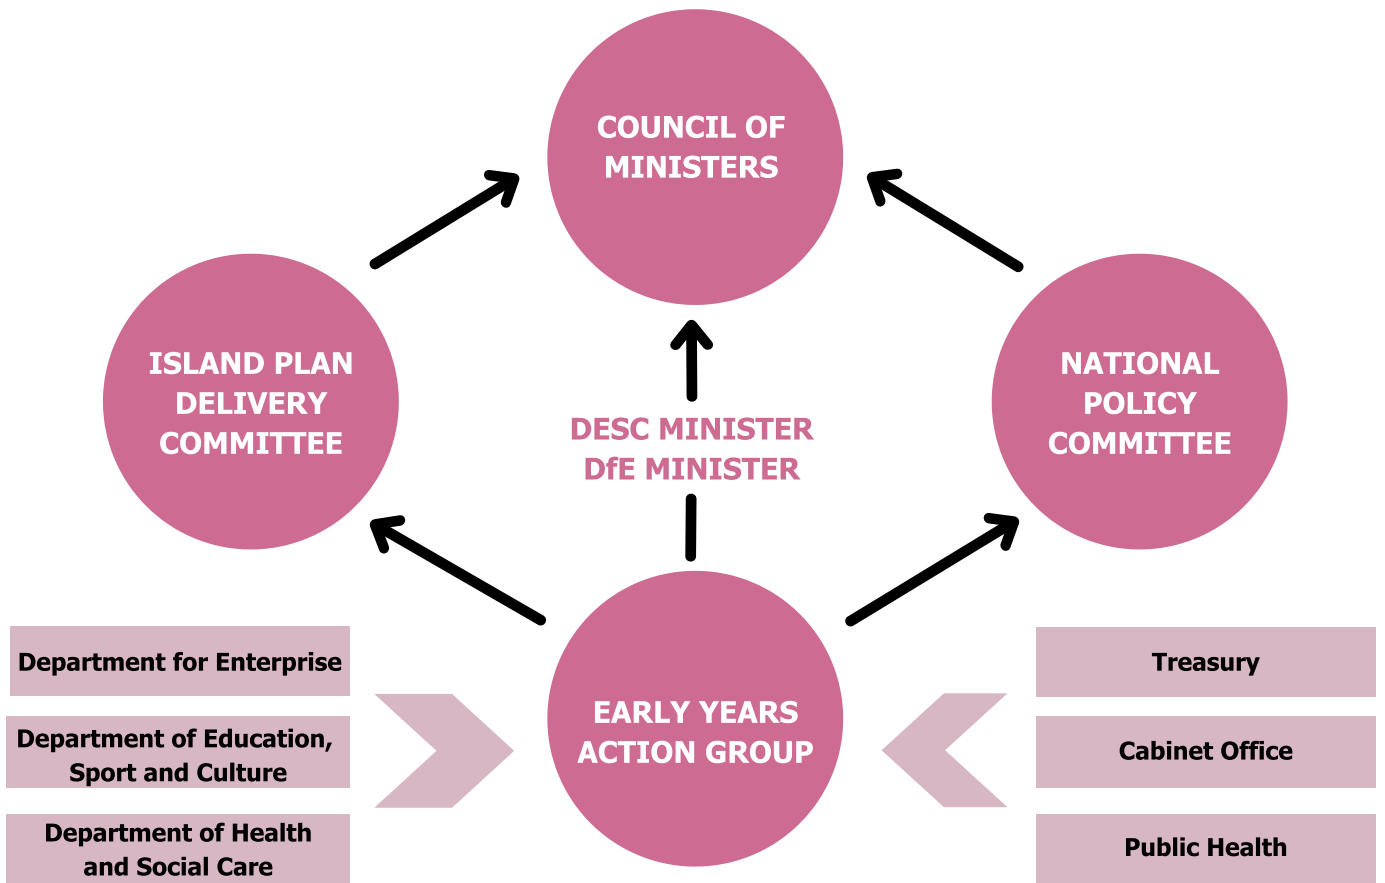 COUNCIL OF
MINISTERS
ISLAND PLAN
DELIVERY
COMMITTEE
NATIONAL
POLICY
COMMITTEE
DESC MINISTER
DfE MINISTER
EARLY YEARS
ACTION GROUP
Department for Enterprise
Department of Education,
Sport and Culture
Department of Health
and Social Care
Treasury
Cabinet Office
Public Health